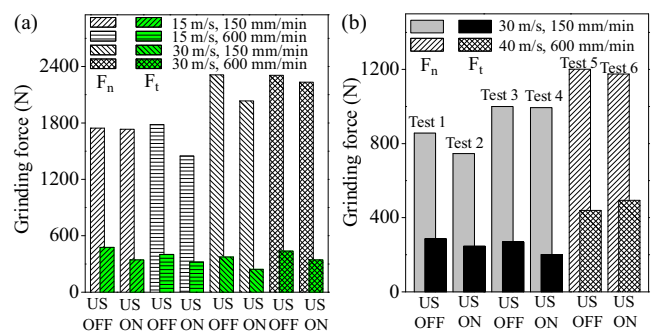 (a)
15 m/s, 150 mm/min
15 m/s, 600 mm/min
30 m/s, 150 mm/min
30 m/s, 600 mm/min
Fn Ft
Grinding force (N)
2400
1800
1200
600
0
US US US US US US US US
OFF ON OFF ON OFF ON OFF ON
(b)
30 m/s, 150 mm/min
40 m/s, 600 mm/min
Fn Ft
Test 1
Test 2
Test 3
Test 4
Test 5
Test 6
Grinding force (N)
1200
800
400
0
US US US US US US
OFF ON OFF ON OFF ON